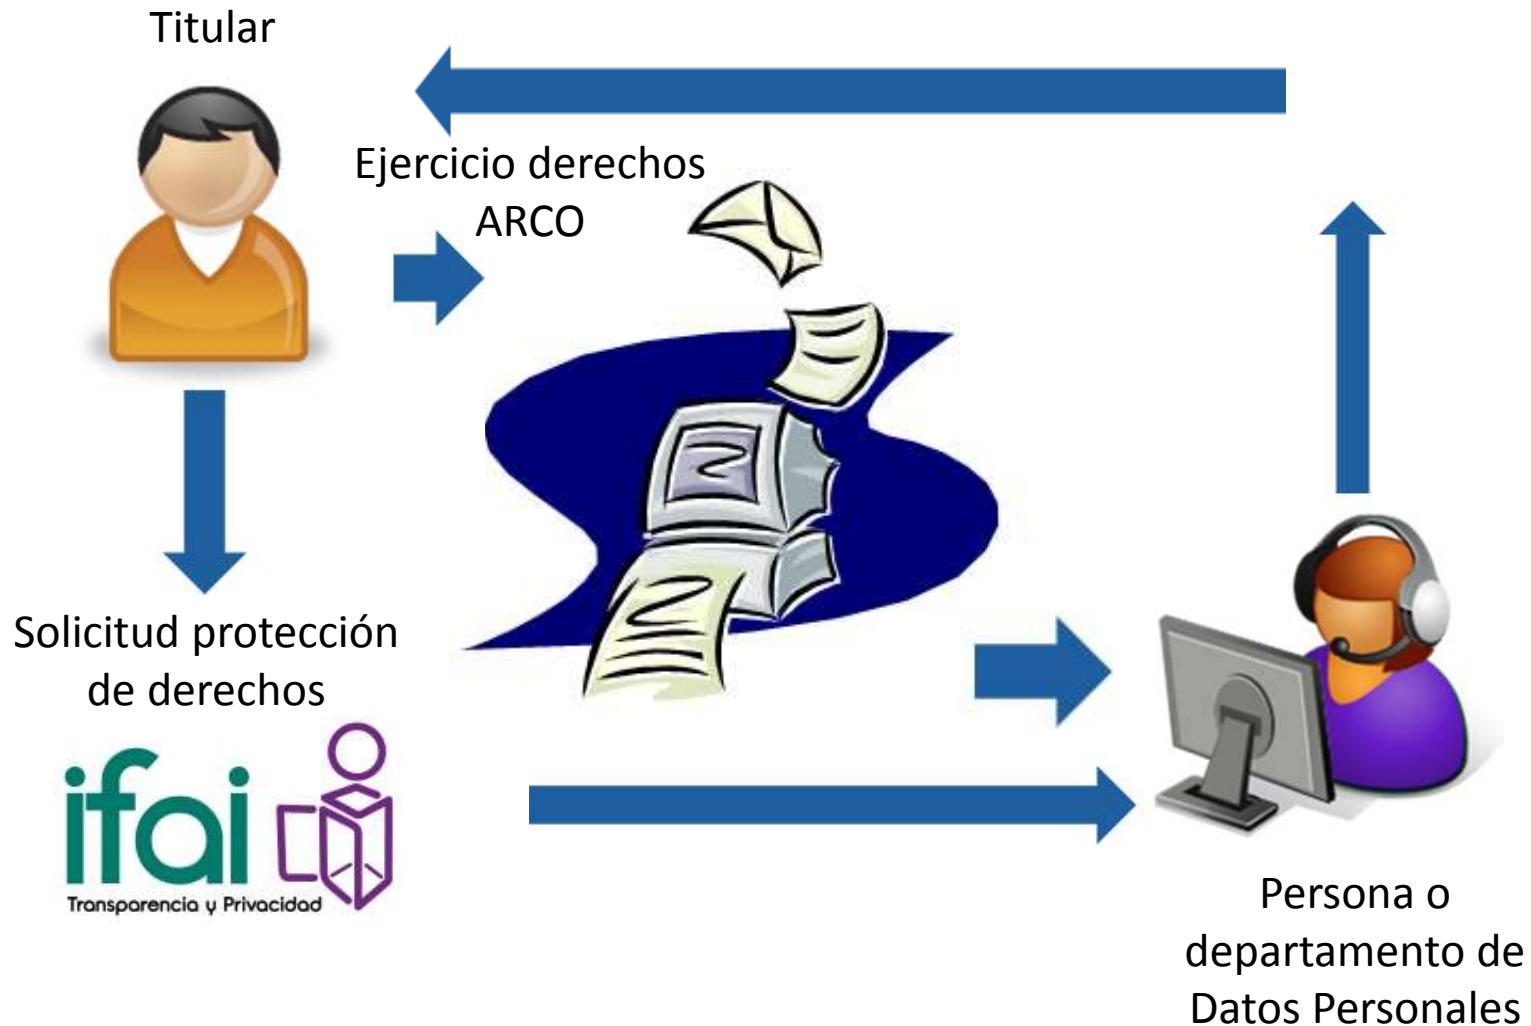 Titular
Ejercicio derechos
ARCO
Solicitud protección
de derechos
ifai
Transparencia y Privacidad
Persona o
departamento de
Datos Personales